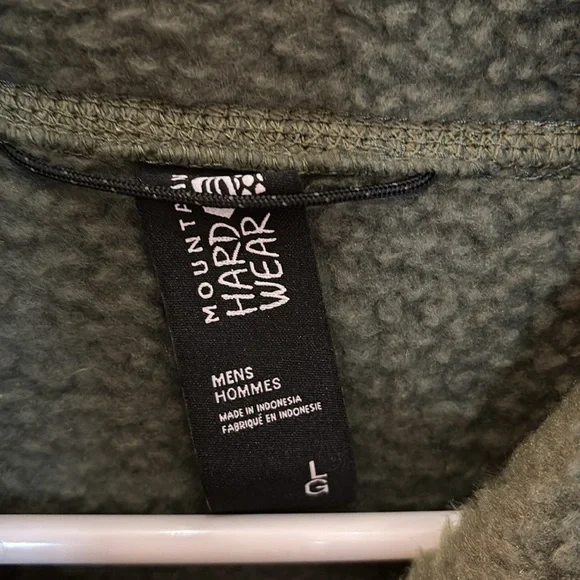 MOUNTAIN
HARD
WEAR
MENS
HOMMES
MADE IN INDONESIA
FABRIQUÉ EN INDONESIE
LG